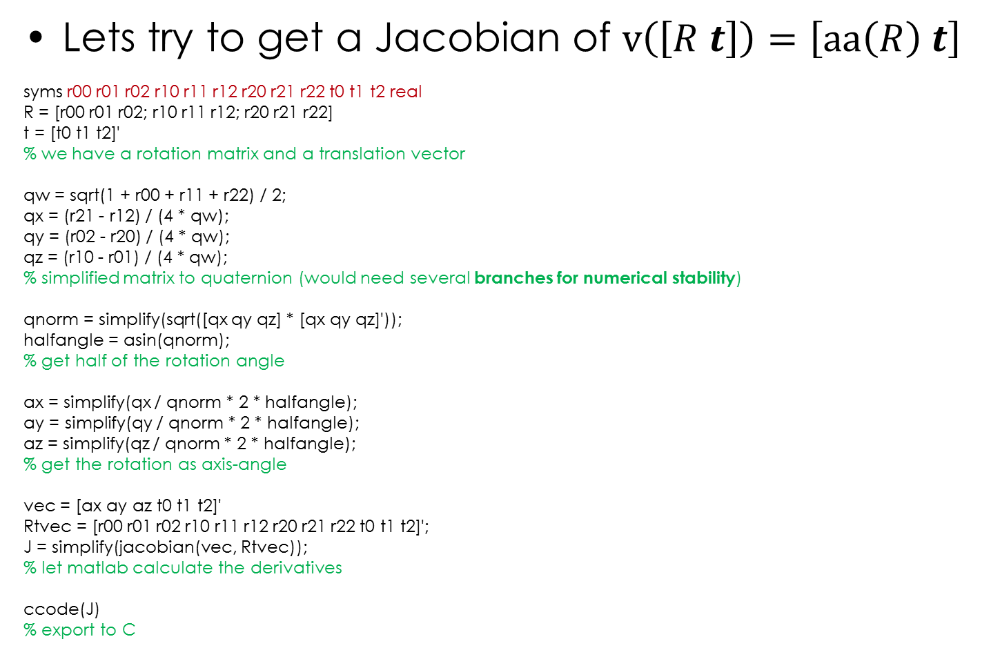 • Lets try to get a Jacobian of v([R t]) = [aa(R) t]
syms r00 r01 r02 r10 r11 r12 r20 r21 r22 t0 t1 t2 real
R = [r00 r01 r02; r10 r11 r12; r20 r21 r22]
t = [t0 t1 t2]'
% we have a rotation matrix and a translation vector
qw = sqrt(1 + r00 + r11 + r22) / 2;
qx = (r21 - r12) / (4 * qw);
qy = (r02 - r20) / (4 * qw);
qz = (r10 - r01) / (4 * qw);
% simplified matrix to quaternion (would need several branches for numerical stability)
qnorm = simplify(sqrt([qx qy qz] * [qx qy qz]'));
halfangle = asin(qnorm);
% get half of the rotation angle
ax = simplify(qx / qnorm * 2 * halfangle);
ay = simplify(qy / qnorm * 2 * halfangle);
az = simplify(qz / qnorm * 2 * halfangle);
% get the rotation as axis-angle
vec = [ax ay az t0 t1 t2]'
Rtvec = [r00 r01 r02 r10 r11 r12 r20 r21 r22 t0 t1 t2]';
J = simplify(jacobian(vec, Rtvec));
% let matlab calculate the derivatives
ccode(J)
% export to C